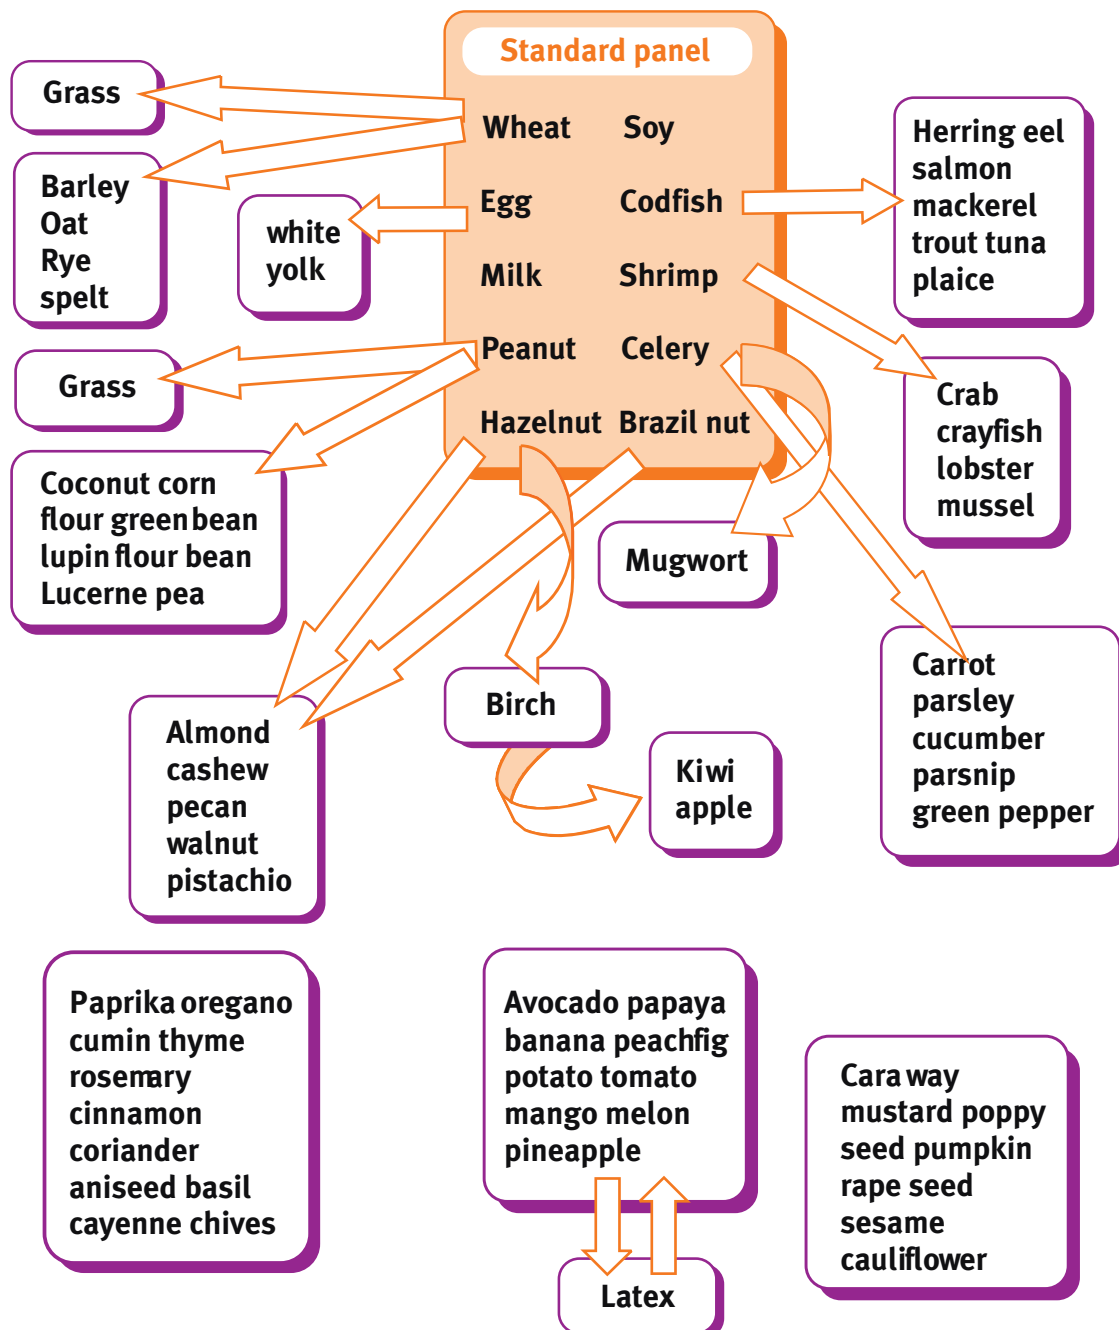 Standard panel
Wheat Soy
Egg Codfish
Milk Shrimp
Peanut Celery
Hazelnut Brazil nut
Grass
Barley
Oat
Rye
spelt
white
yolk
Grass
Coconut corn
flour green bean
lupin flour bean
Lucerne pea
Herring eel
salmon
mackerel
trout tuna
plaice
Crab
crayfish
lobster
mussel
Mugwort
Carrot
parsley
cucumber
parsnip
green pepper
Birch
Kiwi
apple
Almond
cashew
pecan
walnut
pistachio
Paprika oregano
cumin thyme
rosemary
cinnamon
coriander
aniseed basil
cayenne chives
Avocado papaya
banana peachfig
potato tomato
mango melon
pineapple
Latex
Cara way
mustard poppy
seed pumpkin
rape seed
sesame
cauliflower